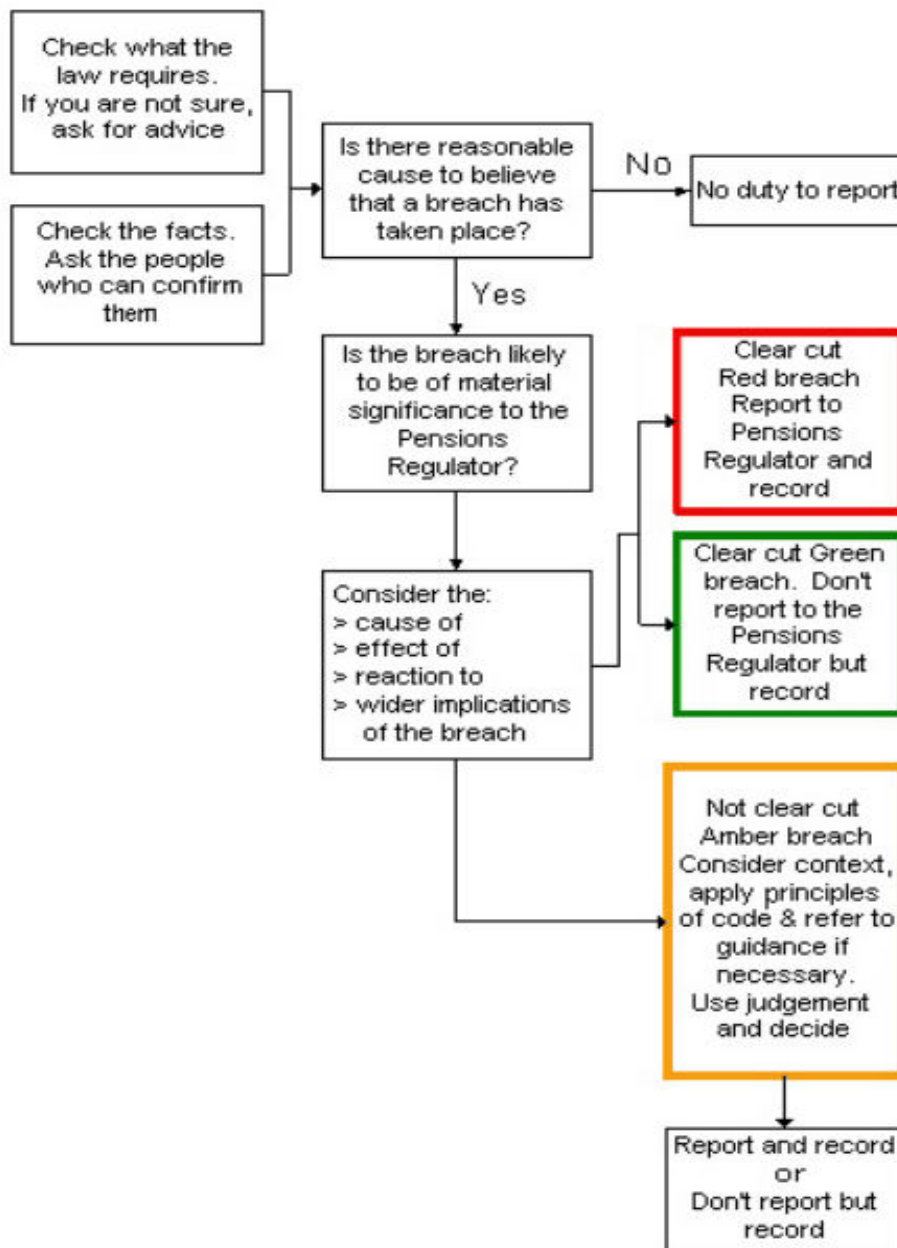 Check what the
law requires.
If you are not sure,
ask for advice
Check the facts.
Ask the people
who can confirm
them
Is there reasonable
cause to believe
that a breach has
taken place?
No
No duty to report
Yes
Is the breach likely
to be of material
significance to the
Pensions
Regulator?
Clear cut
Red breach
Report to
Pensions
Regulator and
record
Clear cut Green
breach. Don't
report to the
Pensions
Regulator but
record
Consider the:
> cause of
> effect of
> reaction to
> wider implications
of the breach
Not clear cut
Amber breach
Consider context,
apply principles
of code & refer to
guidance if
necessary.
Use judgement
and decide
Report and record
or
Don't report but
record